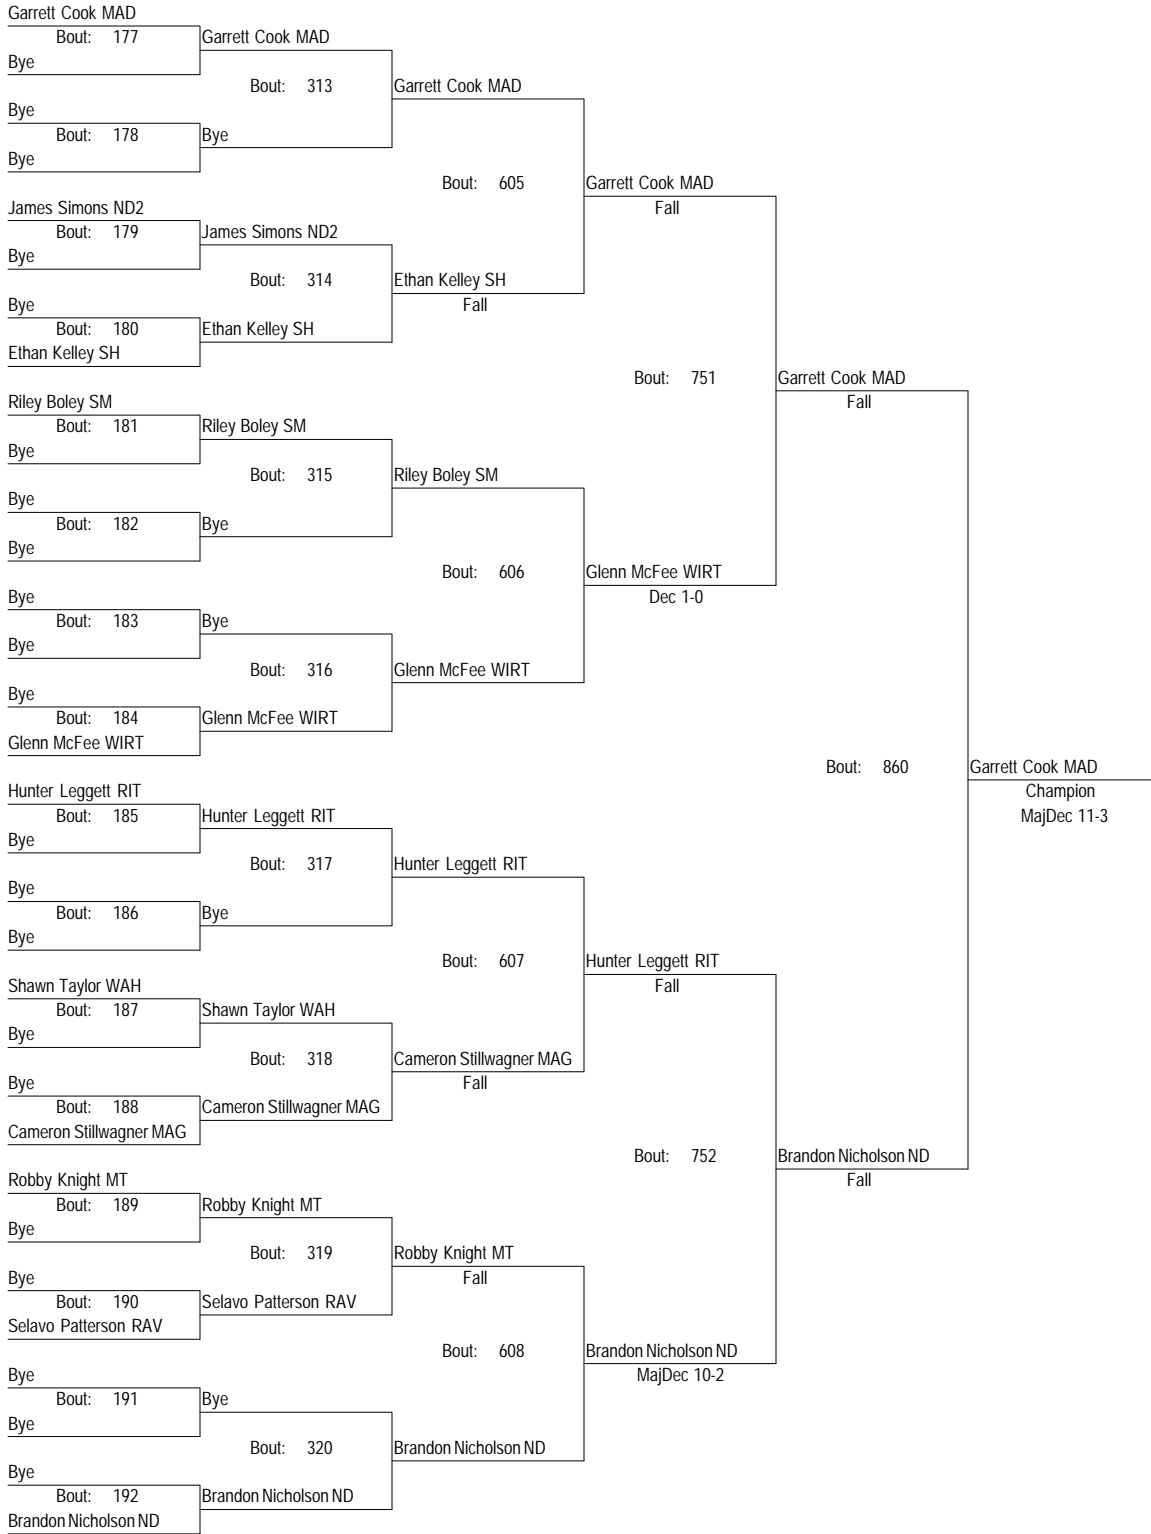 Garrett Cook MAD
Bout: 177
Garrett Cook MAD
Bye
Bout: 313
Garrett Cook MAD
Bye
Bout: 178
Bye
Bye
Bout: 605
Garrett Cook MAD
Fall
James Simons ND2
Bout: 179
James Simons ND2
Bye
Bout: 314
Ethan Kelley SH
Fall
Bye
Bout: 180
Ethan Kelley SH
Ethan Kelley SH
Bout: 751
Garrett Cook MAD
Fall
Riley Boley SM
Bout: 181
Riley Boley SM
Bye
Bout: 315
Riley Boley SM
Bye
Bout: 182
Bye
Bye
Bout: 606
Glenn McFee WIRT
Dec 1-0
Bye
Bout: 183
Bye
Bye
Bout: 316
Glenn McFee WIRT
Bye
Bout: 184
Glenn McFee WIRT
Glenn McFee WIRT
Bout: 860
Garrett Cook MAD
Champion
MajDec 11-3
Hunter Leggett RIT
Bout: 185
Hunter Leggett RIT
Bye
Bout: 317
Hunter Leggett RIT
Bye
Bout: 186
Bye
Bye
Bout: 607
Hunter Leggett RIT
Fall
Shawn Taylor WAH
Bout: 187
Shawn Taylor WAH
Bye
Bout: 318
Cameron Stillwagner MAG
Fall
Bye
Bout: 188
Cameron Stillwagner MAG
Cameron Stillwagner MAG
Bout: 752
Brandon Nicholson ND
Fall
Robby Knight MT
Bout: 189
Robby Knight MT
Bye
Bout: 319
Robby Knight MT
Fall
Bye
Bout: 190
Selavo Patterson RAV
Selavo Patterson RAV
Bout: 608
Brandon Nicholson ND
MajDec 10-2
Bye
Bout: 191
Bye
Bye
Bout: 320
Brandon Nicholson ND
Bye
Bout: 192
Brandon Nicholson ND
Brandon Nicholson ND